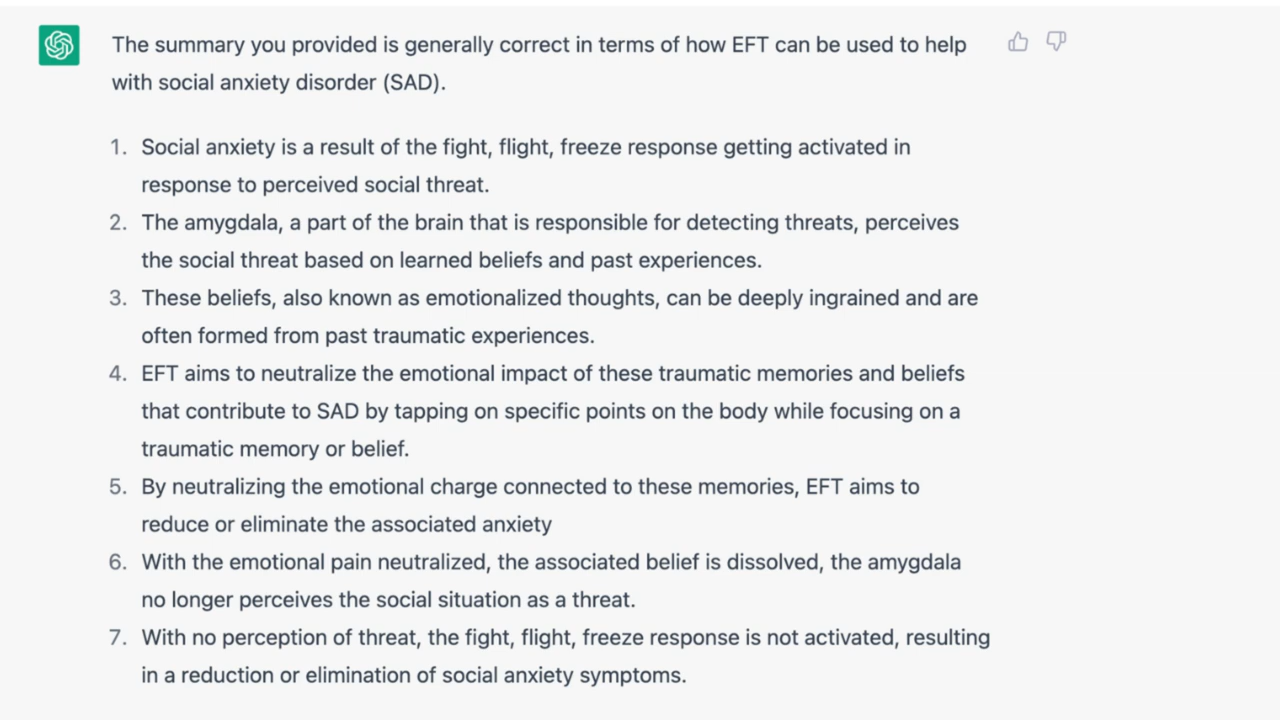 The summary you provided is generally correct in terms of how EFT can be used to help
with social anxiety disorder (SAD).
1. Social anxiety is a result of the fight, flight, freeze response getting activated in
response to perceived social threat.
2. The amygdala, a part of the brain that is responsible for detecting threats, perceives
the social threat based on learned beliefs and past experiences.
3. These beliefs, also known as emotionalized thoughts, can be deeply ingrained and are
often formed from past traumatic experiences.
4. EFT aims to neutralize the emotional impact of these traumatic memories and beliefs
that contribute to SAD by tapping on specific points on the body while focusing on a
traumatic memory or belief.
5. By neutralizing the emotional charge connected to these memories, EFT aims to
reduce or eliminate the associated anxiety
6. With the emotional pain neutralized, the associated belief is dissolved, the amygdala
no longer perceives the social situation as a threat.
7. With no perception of threat, the fight, flight, freeze response is not activated, resulting
in a reduction or elimination of social anxiety symptoms.